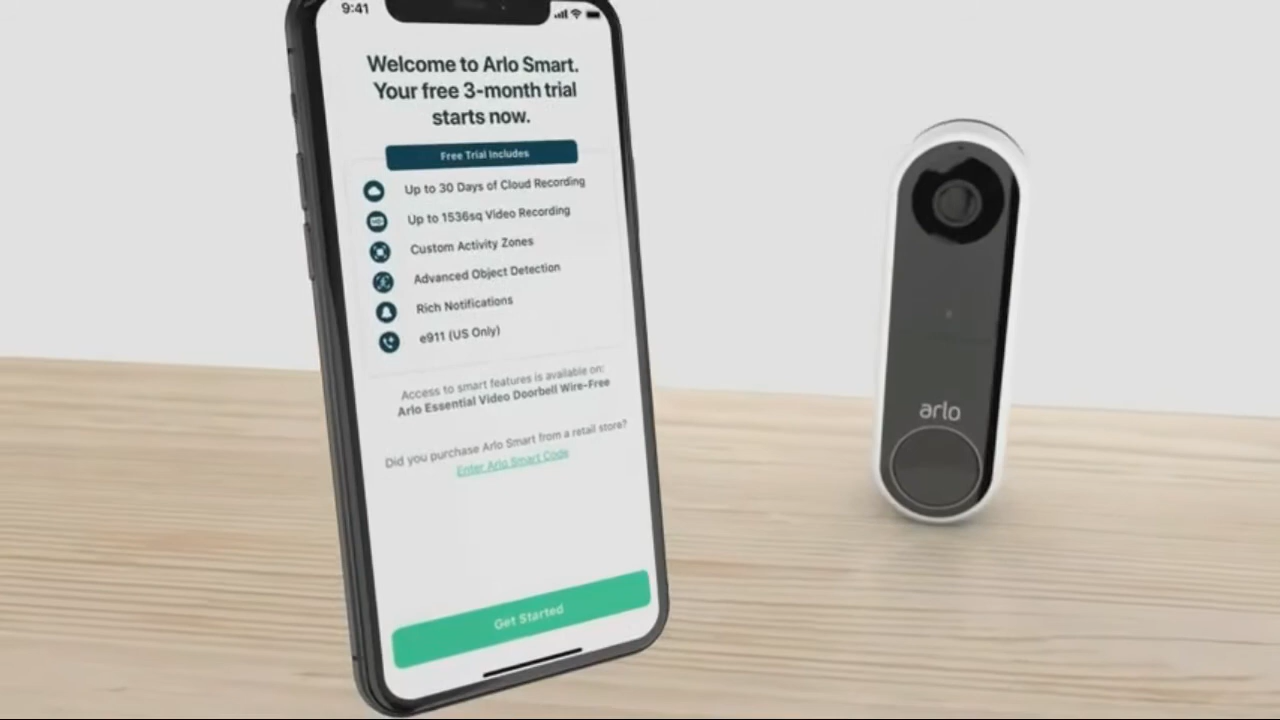 9:41
Welcome to Arlo Smart.
Your free 3-month trial
starts now.
Free Trial Includes
Up to 30 Days of Cloud Recording
HD
Up to 1536sq Video Recording
Custom Activity Zones
Advanced Object Detection
Rich Notifications
e911 (US Only)
Access to smart features is available on:
Arlo Essential Video Doorbell Wire-Free
Did you purchase Arlo Smart from a retail store?
Enter Arlo Smart Code
Get Started
arlo